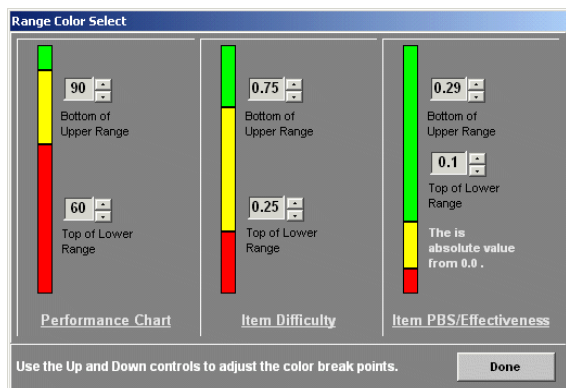 Range Color Select
90
Bottom of
Upper Range
60
Top of Lower
Range
Performance Chart
0.75
Bottom of
Upper Range
0.25
Top of Lower
Range
Item Difficulty
0.29
Bottom of
Upper Range
0.1
Top of Lower
Range
The is
absolute value
from 0.0 .
Item PBS/Effectiveness
Use the Up and Down controls to adjust the color break points.
Done